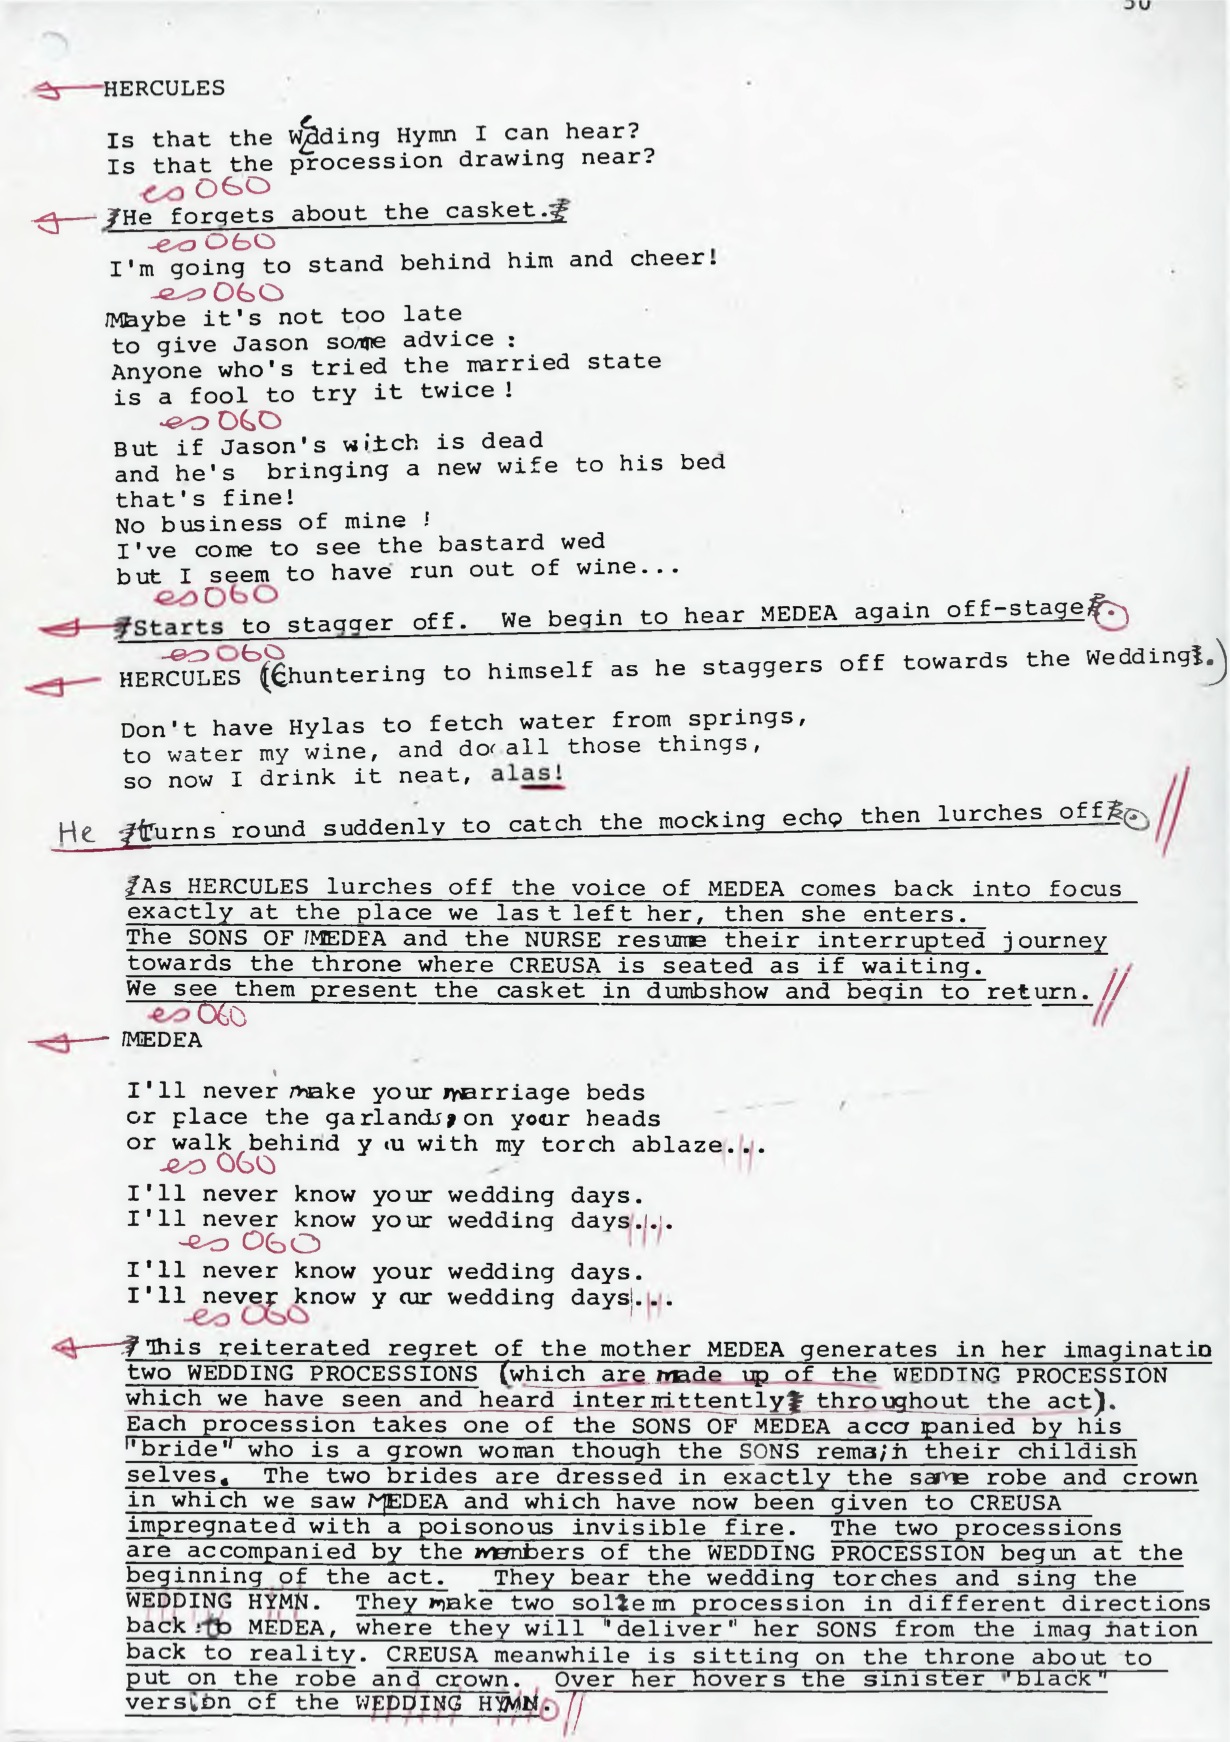 50
HERCULES
Is that the Wedding Hymn I can hear?
Is that the procession drawing near?
es 060
He forgets about the casket.
es 060
I'm going to stand behind him and cheer!
es 060
Maybe it's not too late
to give Jason some advice :
Anyone who's tried the married state
is a fool to try it twice !
es 060
But if Jason's witch is dead
and he's bringing a new wife to his bed
that's fine!
No business of mine !
I've come to see the bastard wed
but I seem to have run out of wine...
es 060
Starts to stagger off. We begin to hear MEDEA again off-stage.
es 060
HERCULES (Chuntering to himself as he staggers off towards the Wedding.)
Don't have Hylas to fetch water from springs,
to water my wine, and do all those things,
so now I drink it neat, alas!
He turns round suddenly to catch the mocking echo then lurches off.
As HERCULES lurches off the voice of MEDEA comes back into focus
exactly at the place we last left her, then she enters.
The SONS OF MEDEA and the NURSE resume their interrupted journey
towards the throne where CREUSA is seated as if waiting.
We see them present the casket in dumbshow and begin to return.
es 060
MEDEA
I'll never make your marriage beds
or place the garlands, on your heads
or walk behind you with my torch ablaze...
es 060
I'll never know your wedding days.
I'll never know your wedding days...
es 060
I'll never know your wedding days.
I'll never know your wedding days...
es 060
This reiterated regret of the mother MEDEA generates in her imaginatio
two WEDDING PROCESSIONS (which are made up of the WEDDING PROCESSION
which we have seen and heard intermittently throughout the act).
Each procession takes one of the SONS OF MEDEA acco panied by his
"bride" who is a grown woman though the SONS remain their childish
selves. The two brides are dressed in exactly the same robe and crown
in which we saw MEDEA and which have now been given to CREUSA
impregnated with a poisonous invisible fire. The two processions
are accompanied by the members of the WEDDING PROCESSION begun at the
beginning of the act. They bear the wedding torches and sing the
WEDDING HYMN. They make two solemn procession in different directions
back to MEDEA, where they will "deliver" her SONS from the imag nation
back to reality. CREUSA meanwhile is sitting on the throne about to
put on the robe and crown. Over her hovers the sinister "black"
version of the WEDDING HYMN.